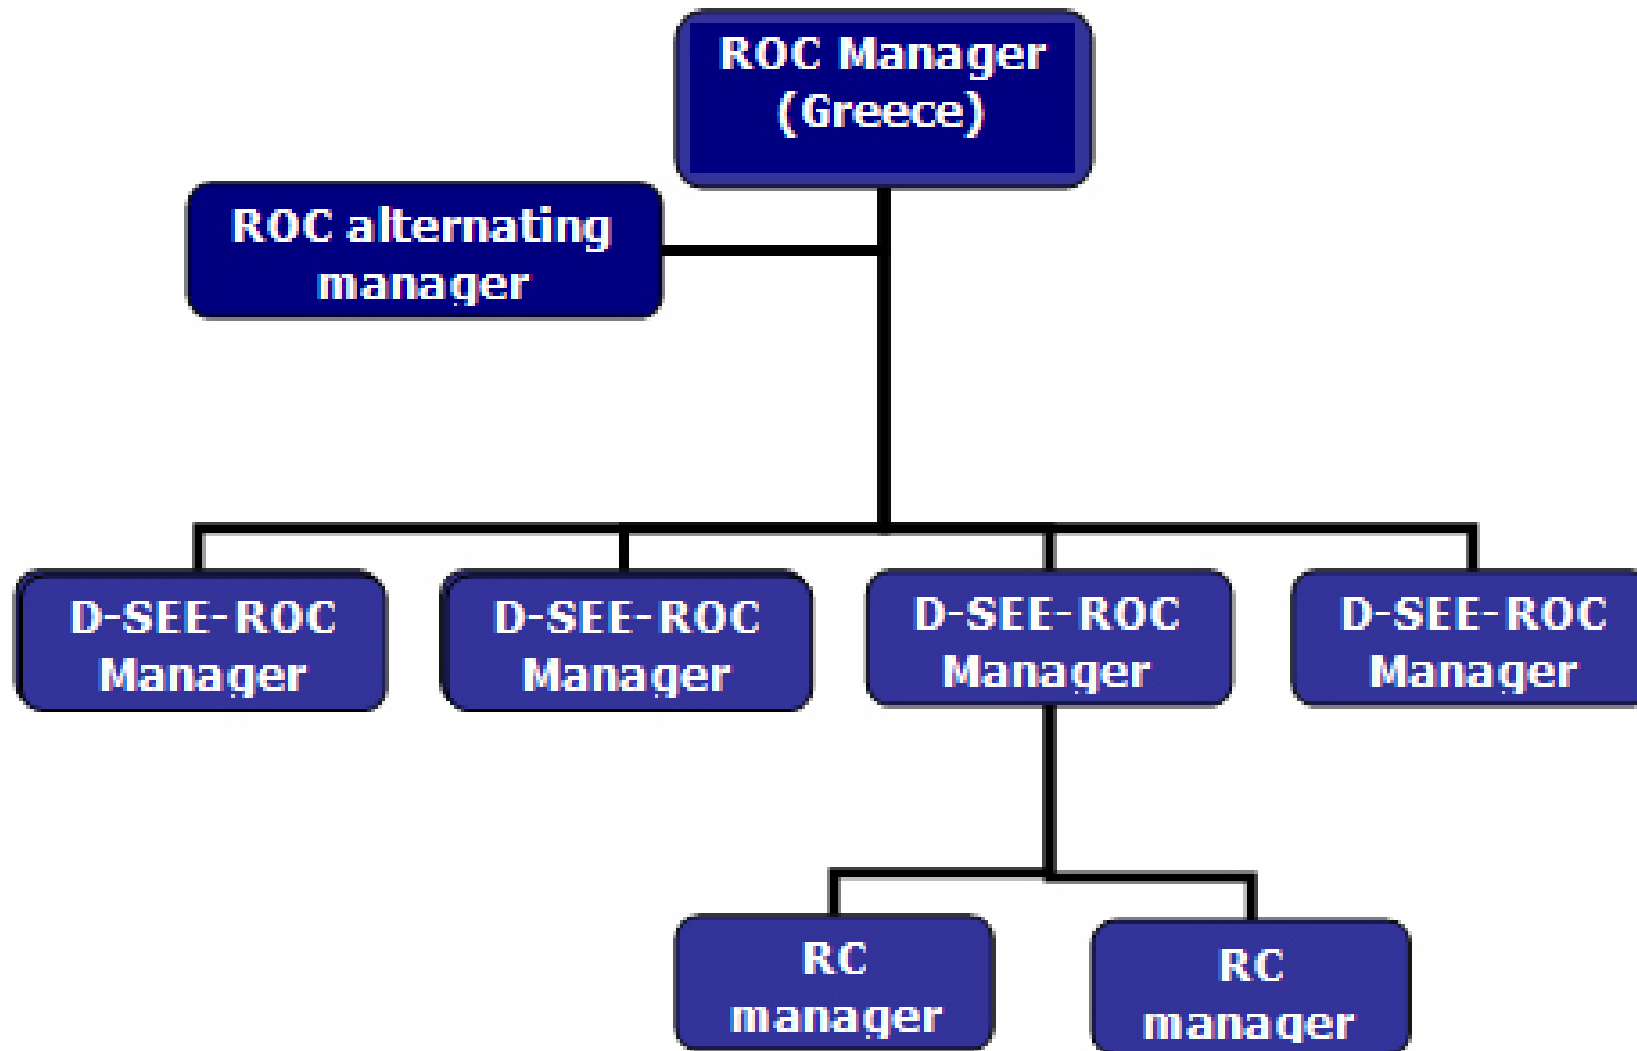 ROC Manager
(Greece)
ROC alternating
manager
D-SEE-ROC
Manager
D-SEE-ROC
Manager
D-SEE-ROC
Manager
D-SEE-ROC
Manager
RC
manager
RC
manager